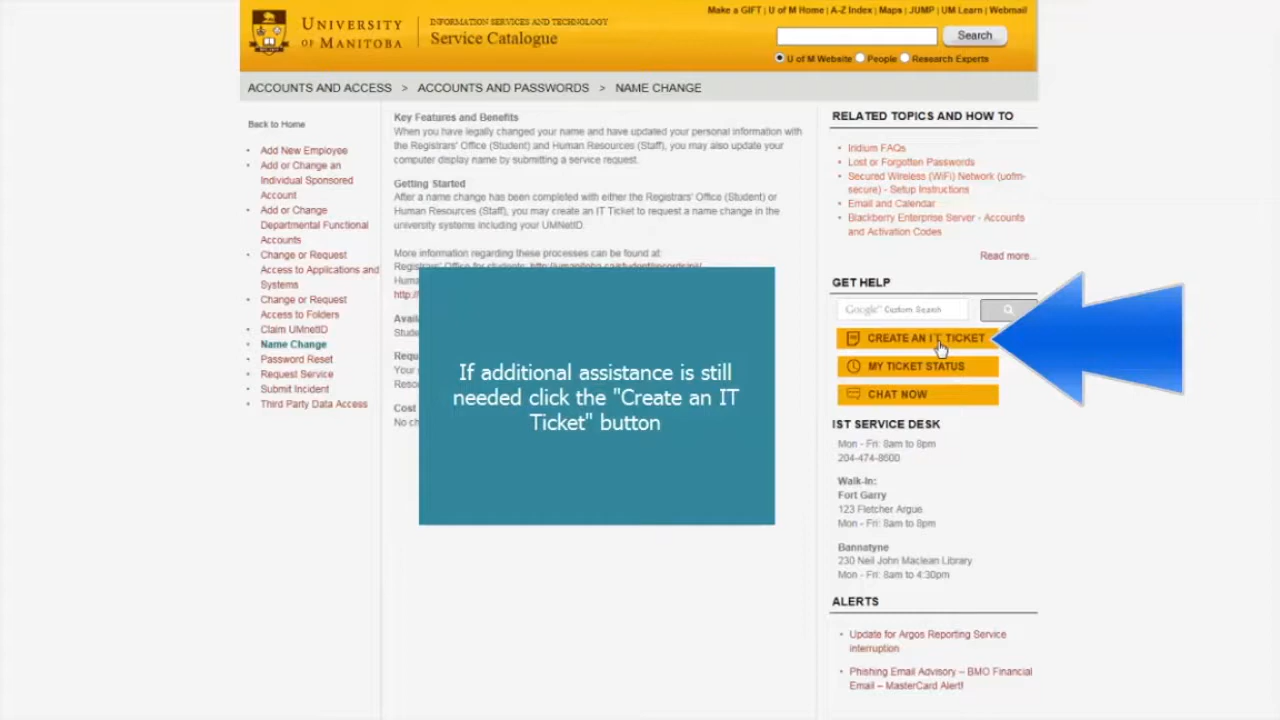 Make a GIFT | U of M Home | A-Z Index | Maps | JUMP | UM Learn | Webmail
UNIVERSITY
OF MANITOBA
INFORMATION SERVICES AND TECHNOLOGY
Service Catalogue
Search
U of M Website
People
Research Experts
ACCOUNTS AND ACCESS > ACCOUNTS AND PASSWORDS > NAME CHANGE
Back to Home
Add New Employee
Add or Change an
Individual Sponsored
Account
Add or Change
Departmental Functional
Accounts
Change or Request
Access to Applications and
Systems
Change or Request
Access to Folders
Claim UMnetID
Name Change
Password Reset
Request Service
Submit Incident
Third Party Data Access
Key Features and Benefits
When you have legally changed your name and have updated your personal information with
the Registrars' Office (Student) and Human Resources (Staff), you may also update your
computer display name by submitting a service request.
Getting Started
After a name change has been completed with either the Registrars' Office (Student) or
Human Resources (Staff), you may create an IT Ticket to request a name change in the
university systems including your UMNetID.
More information regarding these processes can be found at:
Registrars' Office for students:
http://
Cost
If additional assistance is still
needed click the "Create an IT
Ticket" button
RELATED TOPICS AND HOW TO
Iridium FAQs
Lost or Forgotten Passwords
Secured Wireless (WiFi) Network (uofm-
secure) - Setup Instructions
Email and Calendar
Blackberry Enterprise Server - Accounts
and Activation Codes
Read more...
GET HELP
Google™ Custom Search
CREATE AN IT TICKET
MY TICKET STATUS
CHAT NOW
IST SERVICE DESK
Mon - Fri: 8am to 8pm
204-474-8600
Walk-In:
Fort Garry
123 Fletcher Argue
Mon - Fri: 8am to 8pm
Bannatyne
230 Neil John Maclean Library
Mon - Fri: 8am to 4:30pm
ALERTS
Update for Argos Reporting Service
interruption
Phishing Email Advisory – BMO Financial
Email – MasterCard Alert!